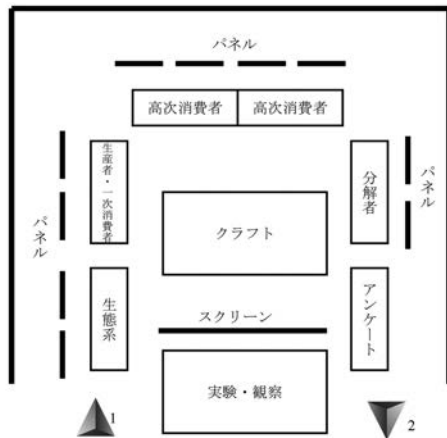 パネル
高次消費者 高次消費者
生産者・一次消費者
パネル
分解者
パネル
クラフト
生態系
スクリーン
アンケート
実験・観察
1
2